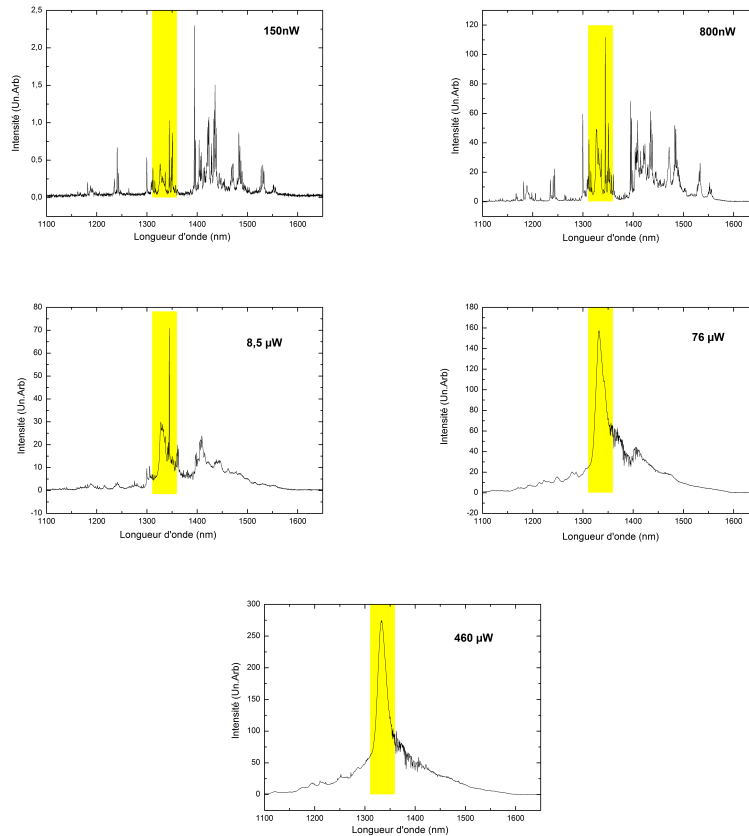 150nW
Intensité (Un.Arb)
2,5
2,0
1,5
1,0
0,5
0,0
1100 1200 1300 1400 1500 1600
Longueur d'onde (nm)
800nW
Intensité (Un.Arb)
120
100
80
60
40
20
0
1100 1200 1300 1400 1500 1600
Longueur d'onde (nm)
8,5 µW
Intensité (Un.Arb)
80
70
60
50
40
30
20
10
0
-10
1100 1200 1300 1400 1500 1600
Longueur d'onde (nm)
76 µW
Intensité (Un.Arb)
180
160
140
120
100
80
60
40
20
0
-20
1100 1200 1300 1400 1500 1600
Longueur d'onde (nm)
460 µW
Intensité (Un.Arb)
300
250
200
150
100
50
0
1100 1200 1300 1400 1500 1600
Longueur d'onde (nm)